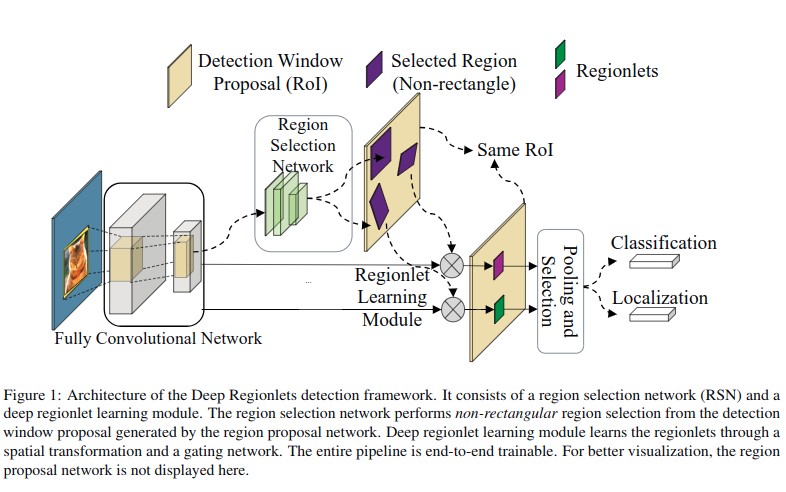 Detection Window
Proposal (RoI)
Selected Region
(Non-rectangle)
Regionlets
Region
Selection
Network
Same RoI
Fully Convolutional Network
...
Regionlet
Learning
Module
Pooling and
Selection
Classification
Localization
Figure 1: Architecture of the Deep Regionlets detection framework. It consists of a region selection network (RSN) and a
deep regionlet learning module. The region selection network performs non-rectangular region selection from the detection
window proposal generated by the region proposal network. Deep regionlet learning module learns the regionlets through a
spatial transformation and a gating network. The entire pipeline is end-to-end trainable. For better visualization, the region
proposal network is not displayed here.